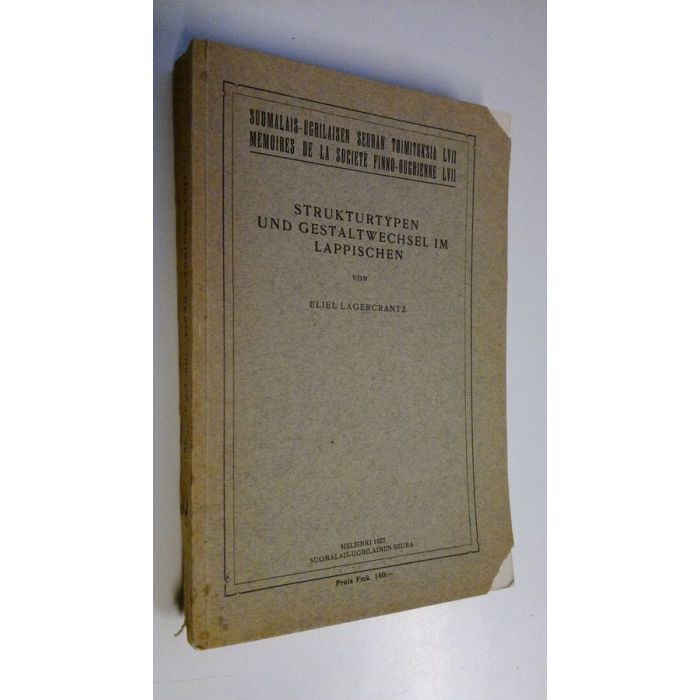 SUOMALAIS-UGRILAISEN SEURAN TOIMITUKSIA LVII
MÉMOIRES DE LA SOCIÉTÉ FINNO-OUGRIENNE LVII
STRUKTURTYPEN
UND GESTALTWECHSEL IM
LAPPISCHEN
VON
ELIEL LAGERCRANTZ
HELSINKI 1927
SUOMALAIS-UGRILAINEN SEURA
Preis Fmk. 140:—